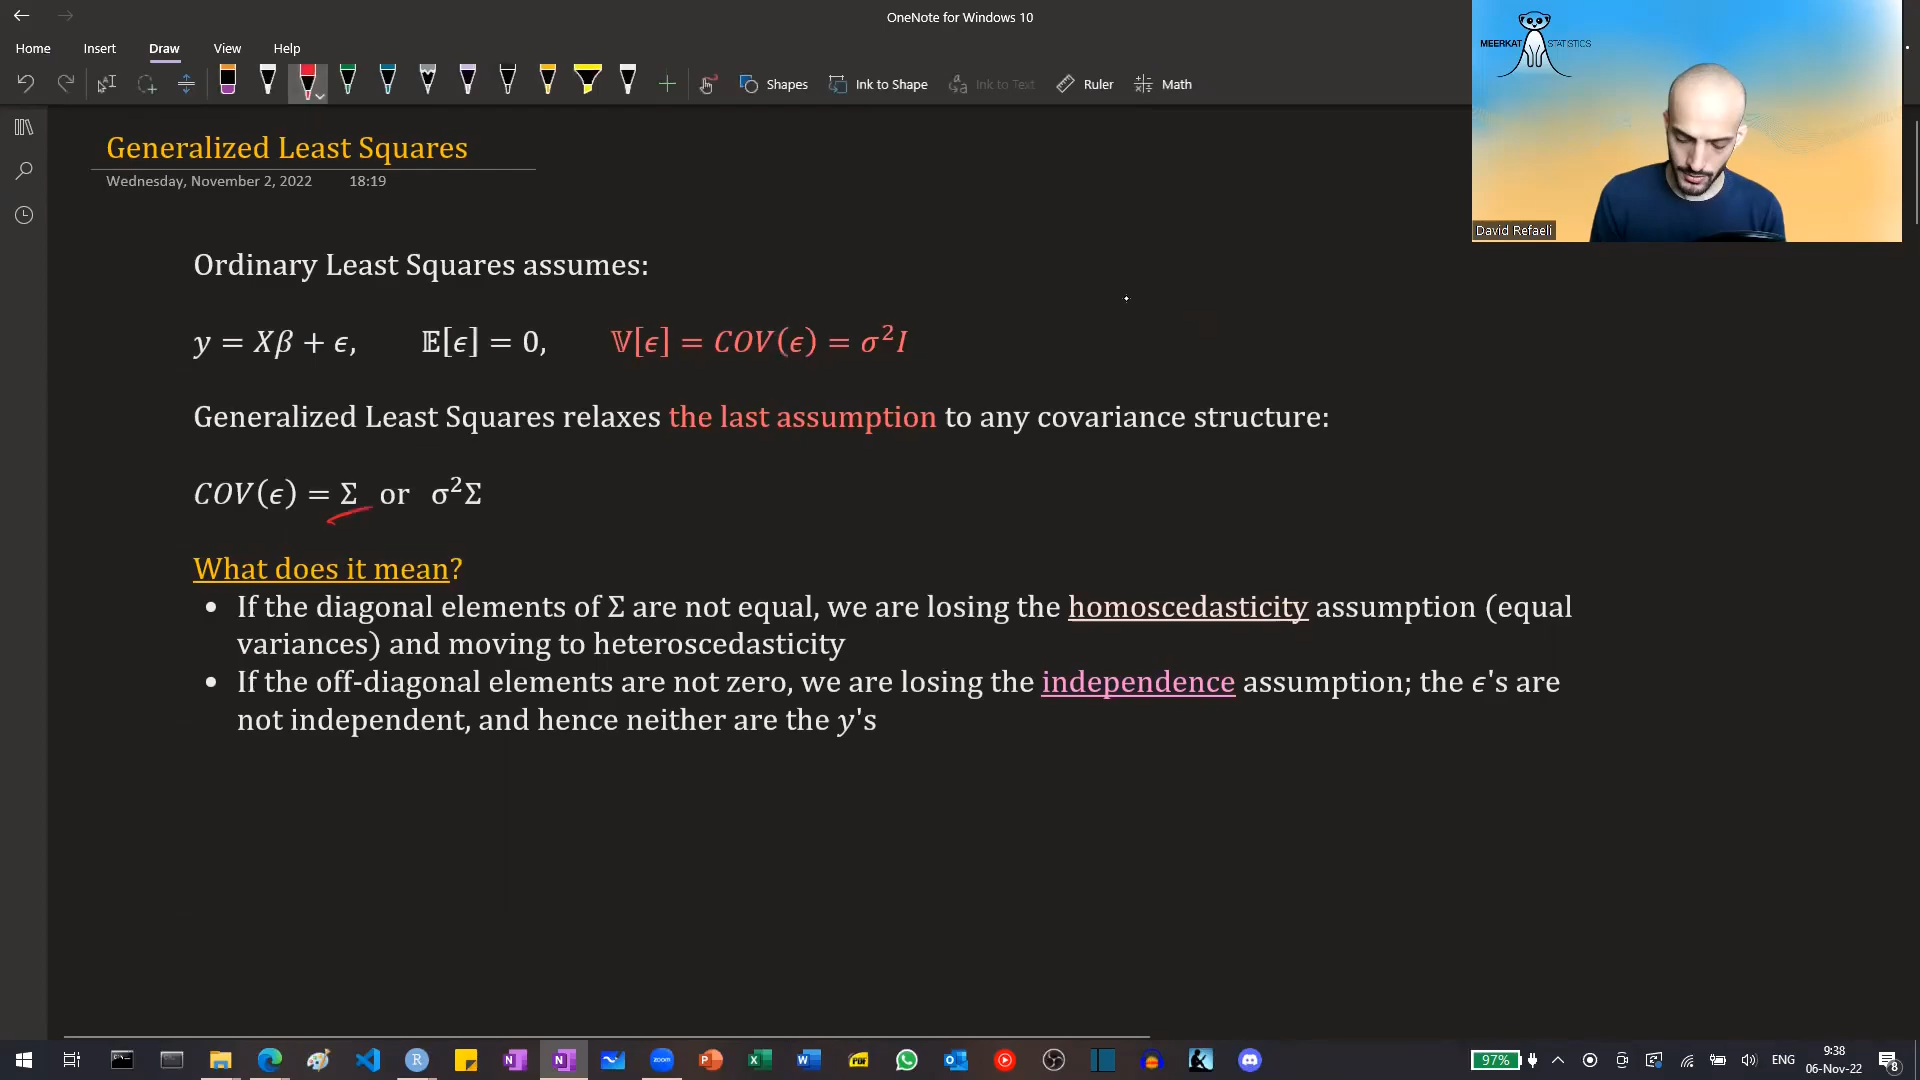 OneNote for Windows 10
Home Insert Draw View Help
Shapes Ink to Shape Ink to Text Ruler Math
MEERKAT STATISTICS
David Refaeli
Generalized Least Squares
Wednesday, November 2, 2022 18:19
Ordinary Least Squares assumes:
y = Xβ + ϵ, 𝔼[ϵ] = 0, 𝕍[ϵ] = COV(ϵ) = σ²I
Generalized Least Squares relaxes the last assumption to any covariance structure:
COV(ϵ) = Σ or σ²Σ
What does it mean?
• If the diagonal elements of Σ are not equal, we are losing the homoscedasticity assumption (equal
variances) and moving to heteroscedasticity
• If the off-diagonal elements are not zero, we are losing the independence assumption; the ϵ's are
not independent, and hence neither are the y's
97% ENG 9:38
06-Nov-22 8